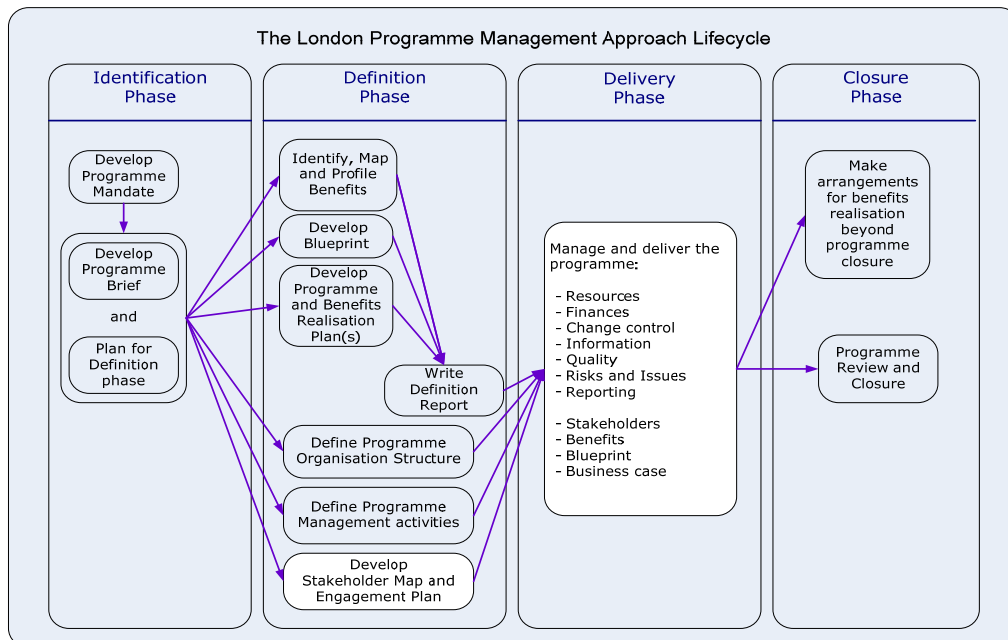 The London Programme Management Approach Lifecycle
Identification
Phase
Develop
Programme
Mandate
Develop
Programme
Brief
and
Plan for
Definition
phase
Definition
Phase
Identify, Map
and Profile
Benefits
Develop
Blueprint
Develop
Programme
and Benefits
Realisation
Plan(s)
Write
Definition
Report
Define Programme
Organisation Structure
Define Programme
Management activities
Develop
Stakeholder Map and
Engagement Plan
Delivery
Phase
Manage and deliver the
programme:
- Resources
- Finances
- Change control
- Information
- Quality
- Risks and Issues
- Reporting
- Stakeholders
- Benefits
- Blueprint
- Business case
Closure
Phase
Make
arrangements
for benefits
realisation
beyond
programme
closure
Programme
Review and
Closure